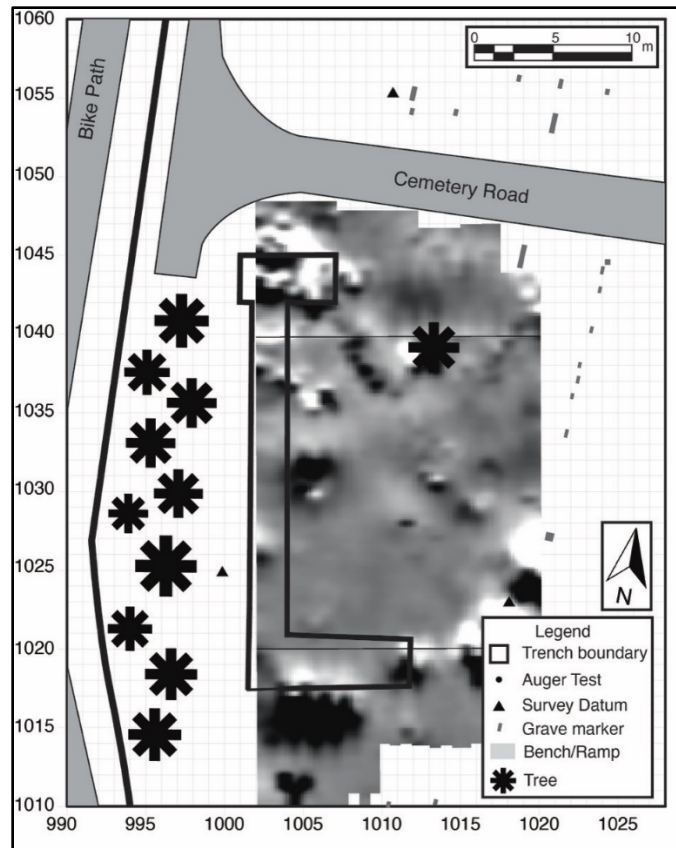 1060
1055
1050
1045
1040
1035
1030
1025
1020
1015
1010
990
995
1000
1005
1010
1015
1020
1025
0
5
10
m
Bike Path
Cemetery Road
N
Legend
Trench boundary
Auger Test
Survey Datum
Grave marker
Bench/Ramp
Tree